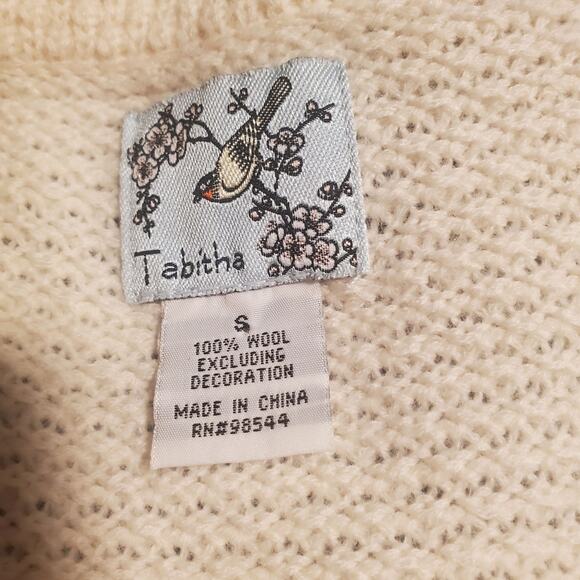 Tabitha
S
100% WOOL
EXCLUDING
DECORATION
MADE IN CHINA
RN#98544